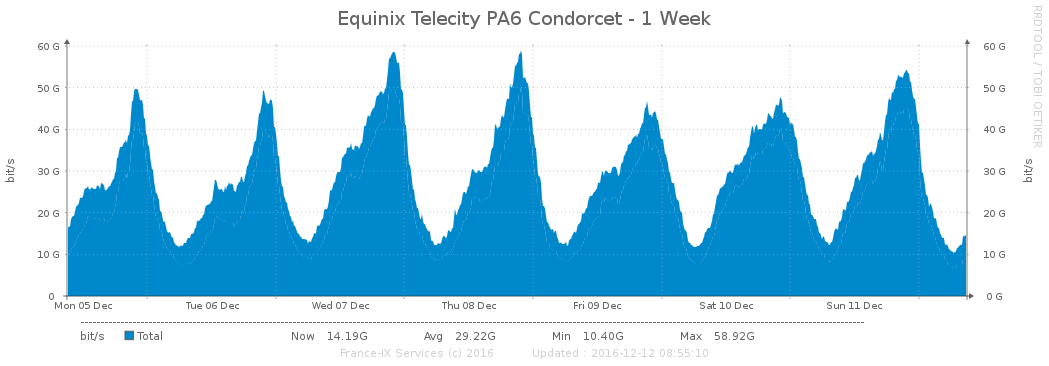 Equinix Telecity PA6 Condorcet - 1 Week
RRDTOOL / TOBI OETIKER
bit/s
60 G 60 G
50 G 50 G
40 G 40 G
30 G 30 G
20 G 20 G
10 G 10 G
0 0 G
bit/s
Mon 05 Dec Tue 06 Dec Wed 07 Dec Thu 08 Dec Fri 09 Dec Sat 10 Dec Sun 11 Dec
bit/s Total Now 14.19G Avg 29.22G Min 10.40G Max 58.92G
France-IX Services (c) 2016 Updated : 2016-12-12 08:55:10